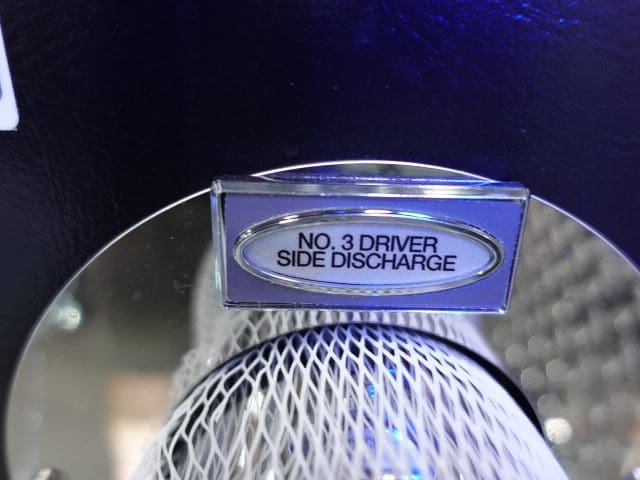 NO. 3 DRIVER
SIDE DISCHARGE